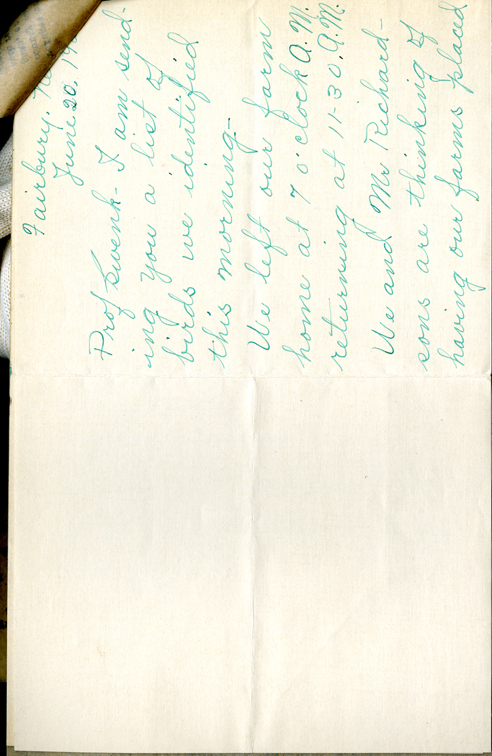 Fairbury,
June 20, 19
Prof Swenk - I am send-
ing you a list of
birds we identified
this morning -
We left our farm
home at 7 o'clock A.M.
returning at 11:30 A.M.
We and Mr Richard-
sons are thinking of
having our farms placed